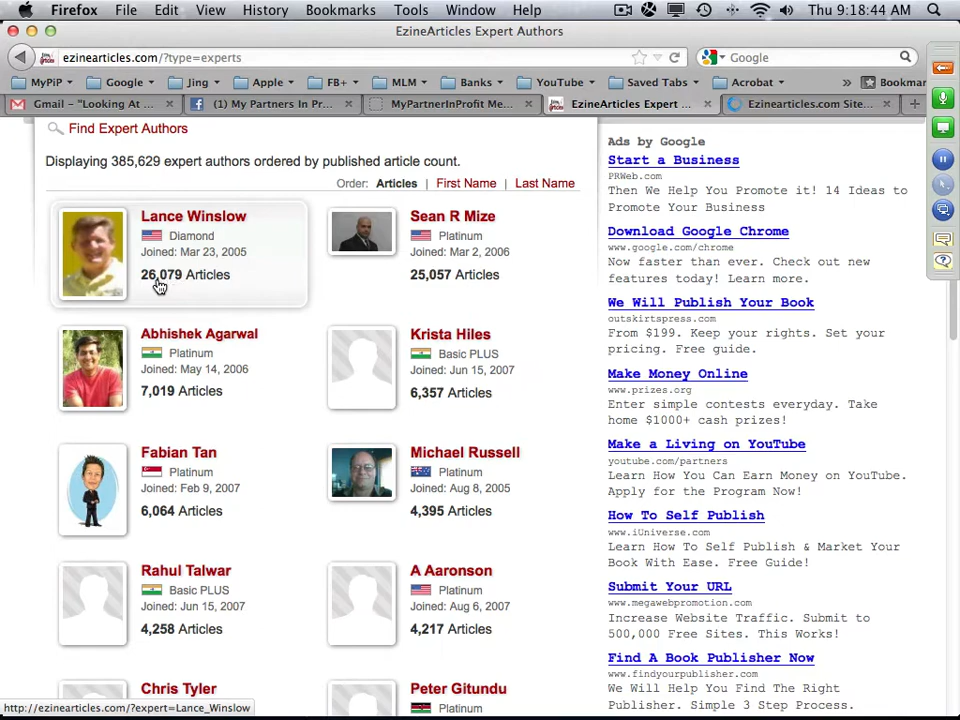 Firefox File Edit View History Bookmarks Tools Window Help Thu 9:18:44 AM
EzineArticles Expert Authors
ezinearticles.com/?type=experts
Google
MyPiP Google Jing Apple FB+ MLM Banks YouTube Saved Tabs Acrobat » Bookmar
Gmail – "Looking At ... (1) My Partners In Pr... MyPartnerInProfit Me... EzineArticles Expert ... Ezinearticles.com Site...
Find Expert Authors
Displaying 385,629 expert authors ordered by published article count.
Order: Articles | First Name | Last Name
Lance Winslow
Diamond
Joined: Mar 23, 2005
26,079 Articles
Sean R Mize
Platinum
Joined: Mar 2, 2006
25,057 Articles
Abhishek Agarwal
Platinum
Joined: May 14, 2006
7,019 Articles
Krista Hiles
Basic PLUS
Joined: Jun 15, 2007
6,357 Articles
Fabian Tan
Platinum
Joined: Feb 9, 2007
6,064 Articles
Michael Russell
Platinum
Joined: Aug 8, 2005
4,395 Articles
Rahul Talwar
Basic PLUS
Joined: Jun 15, 2007
4,258 Articles
A Aaronson
Platinum
Joined: Aug 6, 2007
4,217 Articles
Chris Tyler
Peter Gitundu
Platinum
Ads by Google
Start a Business
PRWeb.com
Then We Help You Promote it! 14 Ideas to
Promote Your Business
Download Google Chrome
www.google.com/chrome
Now faster than ever. Check out new
features today! Learn more.
We Will Publish Your Book
outskirtspress.com
From $199. Keep your rights. Set your
pricing. Free guide.
Make Money Online
www.prizes.org
Enter simple contests everyday. Take
home $1000+ cash prizes!
Make a Living on YouTube
youtube.com/partners
Learn How You Can Earn Money on YouTube.
Apply for the Program Now!
How To Self Publish
www.iUniverse.com
Learn How To Self Publish & Market Your
Book With Ease. Free Guide!
Submit Your URL
www.megawebpromotion.com
Increase Website Traffic. Submit to
500,000 Free Sites. This Works!
Find A Book Publisher Now
www.findyourpublisher.com
We Will Help You Find The Right
Publisher. Simple 3 Step Process.
http://ezinearticles.com/?expert=Lance_Winslow